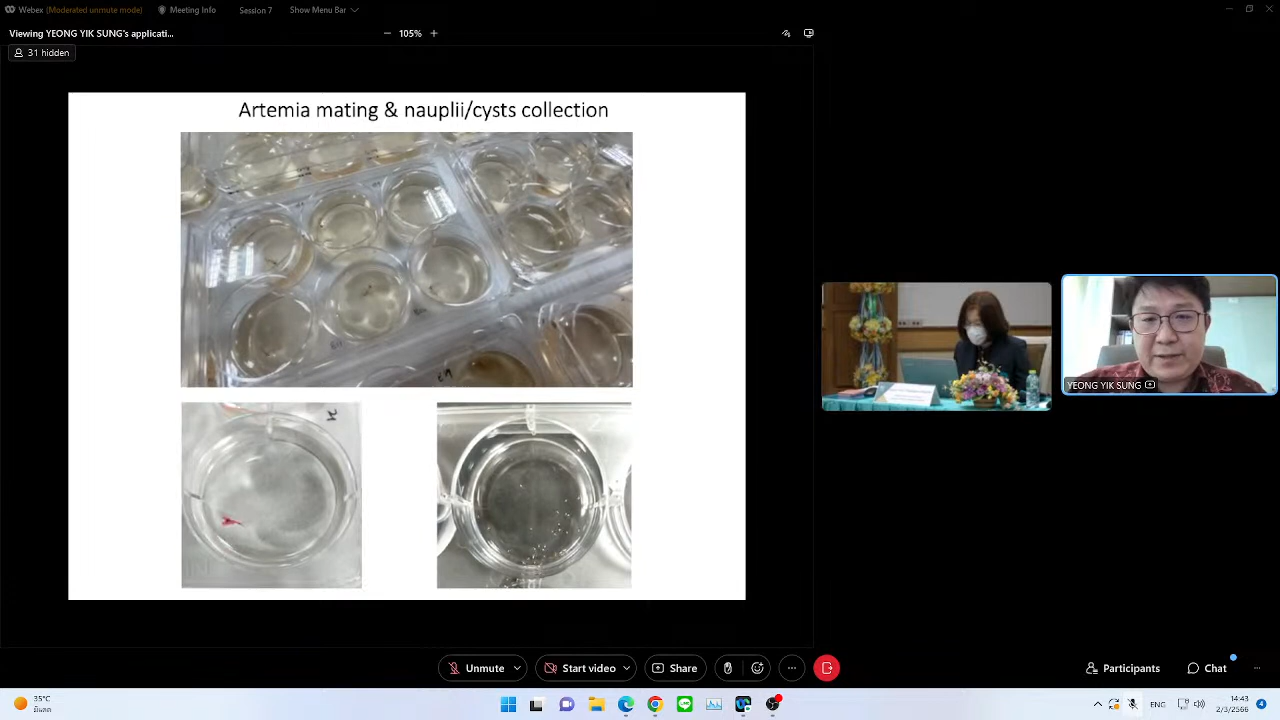 Webex (Moderated unmute mode) Meeting Info Session 7 Show Menu Bar
Viewing YEONG YIK SUNG's applicati... 105%
31 hidden
Artemia mating & nauplii/cysts collection
YEONG YIK SUNG
Unmute Start video Share Participants Chat
35°C
ENG 14:43
2/3/2566